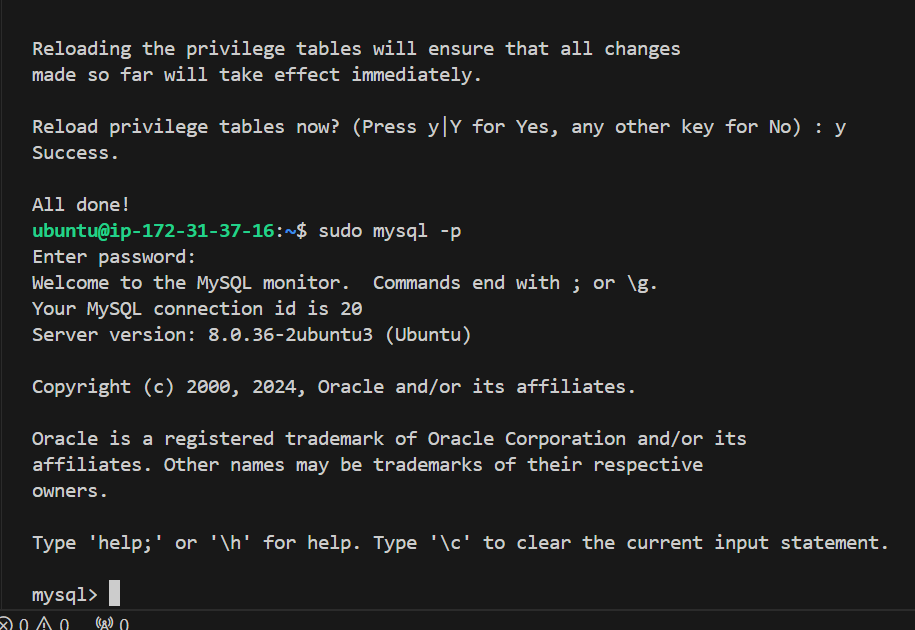 Reloading the privilege tables will ensure that all changes
made so far will take effect immediately.
Reload privilege tables now? (Press y|Y for Yes, any other key for No) : y
Success.
All done!
ubuntu@ip-172-31-37-16:~$ sudo mysql -p
Enter password:
Welcome to the MySQL monitor.  Commands end with ; or \g.
Your MySQL connection id is 20
Server version: 8.0.36-2ubuntu3 (Ubuntu)
Copyright (c) 2000, 2024, Oracle and/or its affiliates.
Oracle is a registered trademark of Oracle Corporation and/or its
affiliates. Other names may be trademarks of their respective
owners.
Type 'help;' or '\h' for help. Type '\c' to clear the current input statement.
mysql>
0 0 0